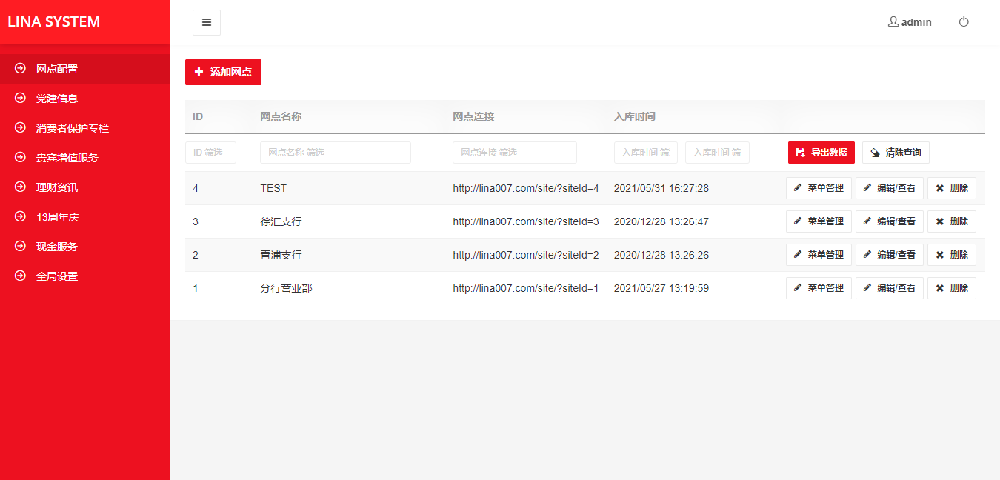 LINA SYSTEM
admin
网点配置
党建信息
消费者保护专栏
贵宾增值服务
理财资讯
13周年庆
现金服务
全局设置
添加网点
ID 网点名称 网点连接 入库时间
ID 筛选 网点名称 筛选 网点连接 筛选 入库时间 筛 - 入库时间 筛 导出数据 清除查询
4 TEST http://lina007.com/site/?siteId=4 2021/05/31 16:27:28 菜单管理 编辑/查看 删除
3 徐汇支行 http://lina007.com/site/?siteId=3 2020/12/28 13:26:47 菜单管理 编辑/查看 删除
2 青浦支行 http://lina007.com/site/?siteId=2 2020/12/28 13:26:26 菜单管理 编辑/查看 删除
1 分行营业部 http://lina007.com/site/?siteId=1 2021/05/27 13:19:59 菜单管理 编辑/查看 删除